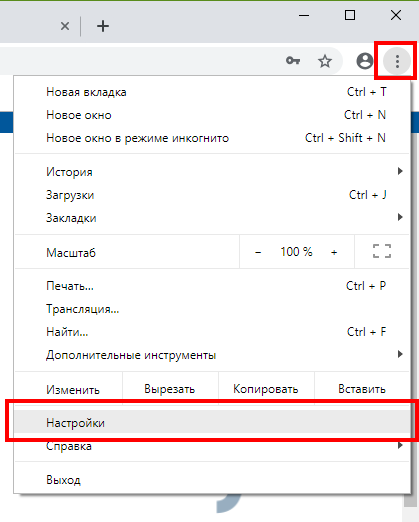 Новая вкладка Ctrl + T
Новое окно Ctrl + N
Новое окно в режиме инкогнито Ctrl + Shift + N
История
Загрузки Ctrl + J
Закладки
Масштаб − 100 % +
Печать... Ctrl + P
Трансляция...
Найти... Ctrl + F
Дополнительные инструменты
Изменить Вырезать Копировать Вставить
Настройки
Справка
Выход